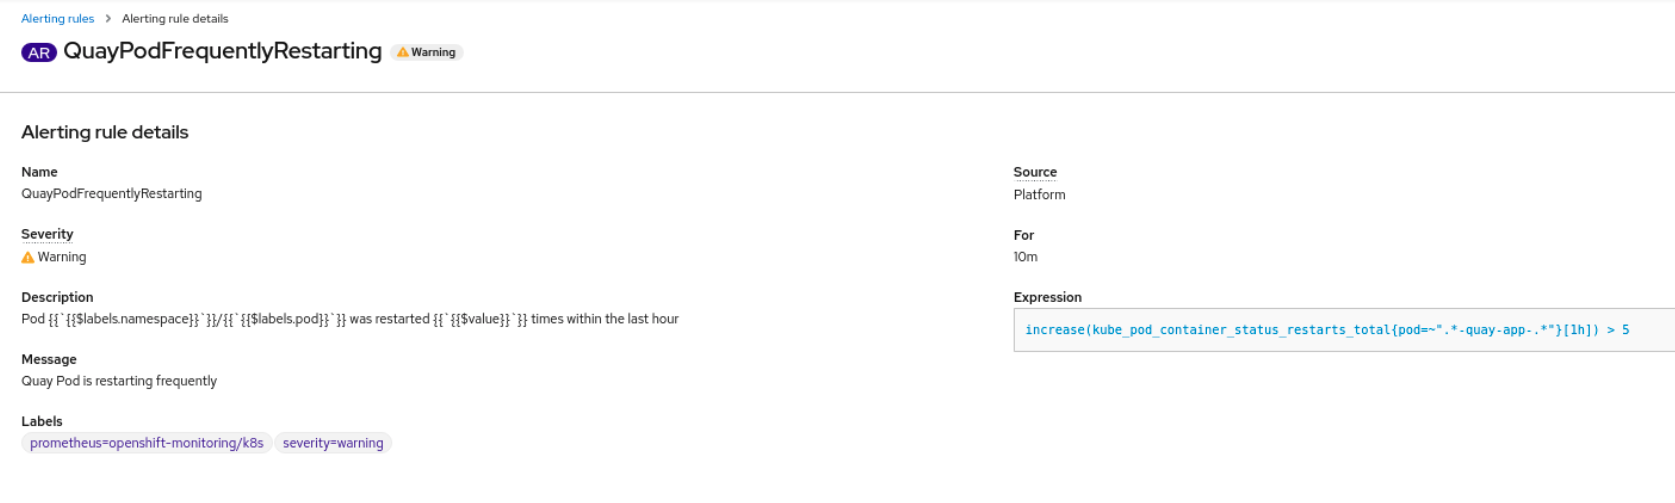 Alerting rules > Alerting rule details
AR QuayPodFrequentlyRestarting Warning
Alerting rule details
Name
QuayPodFrequentlyRestarting
Severity
Warning
Description
Pod {{`{{$labels.namespace}}`}}/{{`{{$labels.pod}}`}} was restarted {{`{{$value}}`}} times within the last hour
Message
Quay Pod is restarting frequently
Labels
prometheus=openshift-monitoring/k8s severity=warning
Source
Platform
For
10m
Expression
increase(kube_pod_container_status_restarts_total{pod=~".*-quay-app-.*"}[1h]) > 5